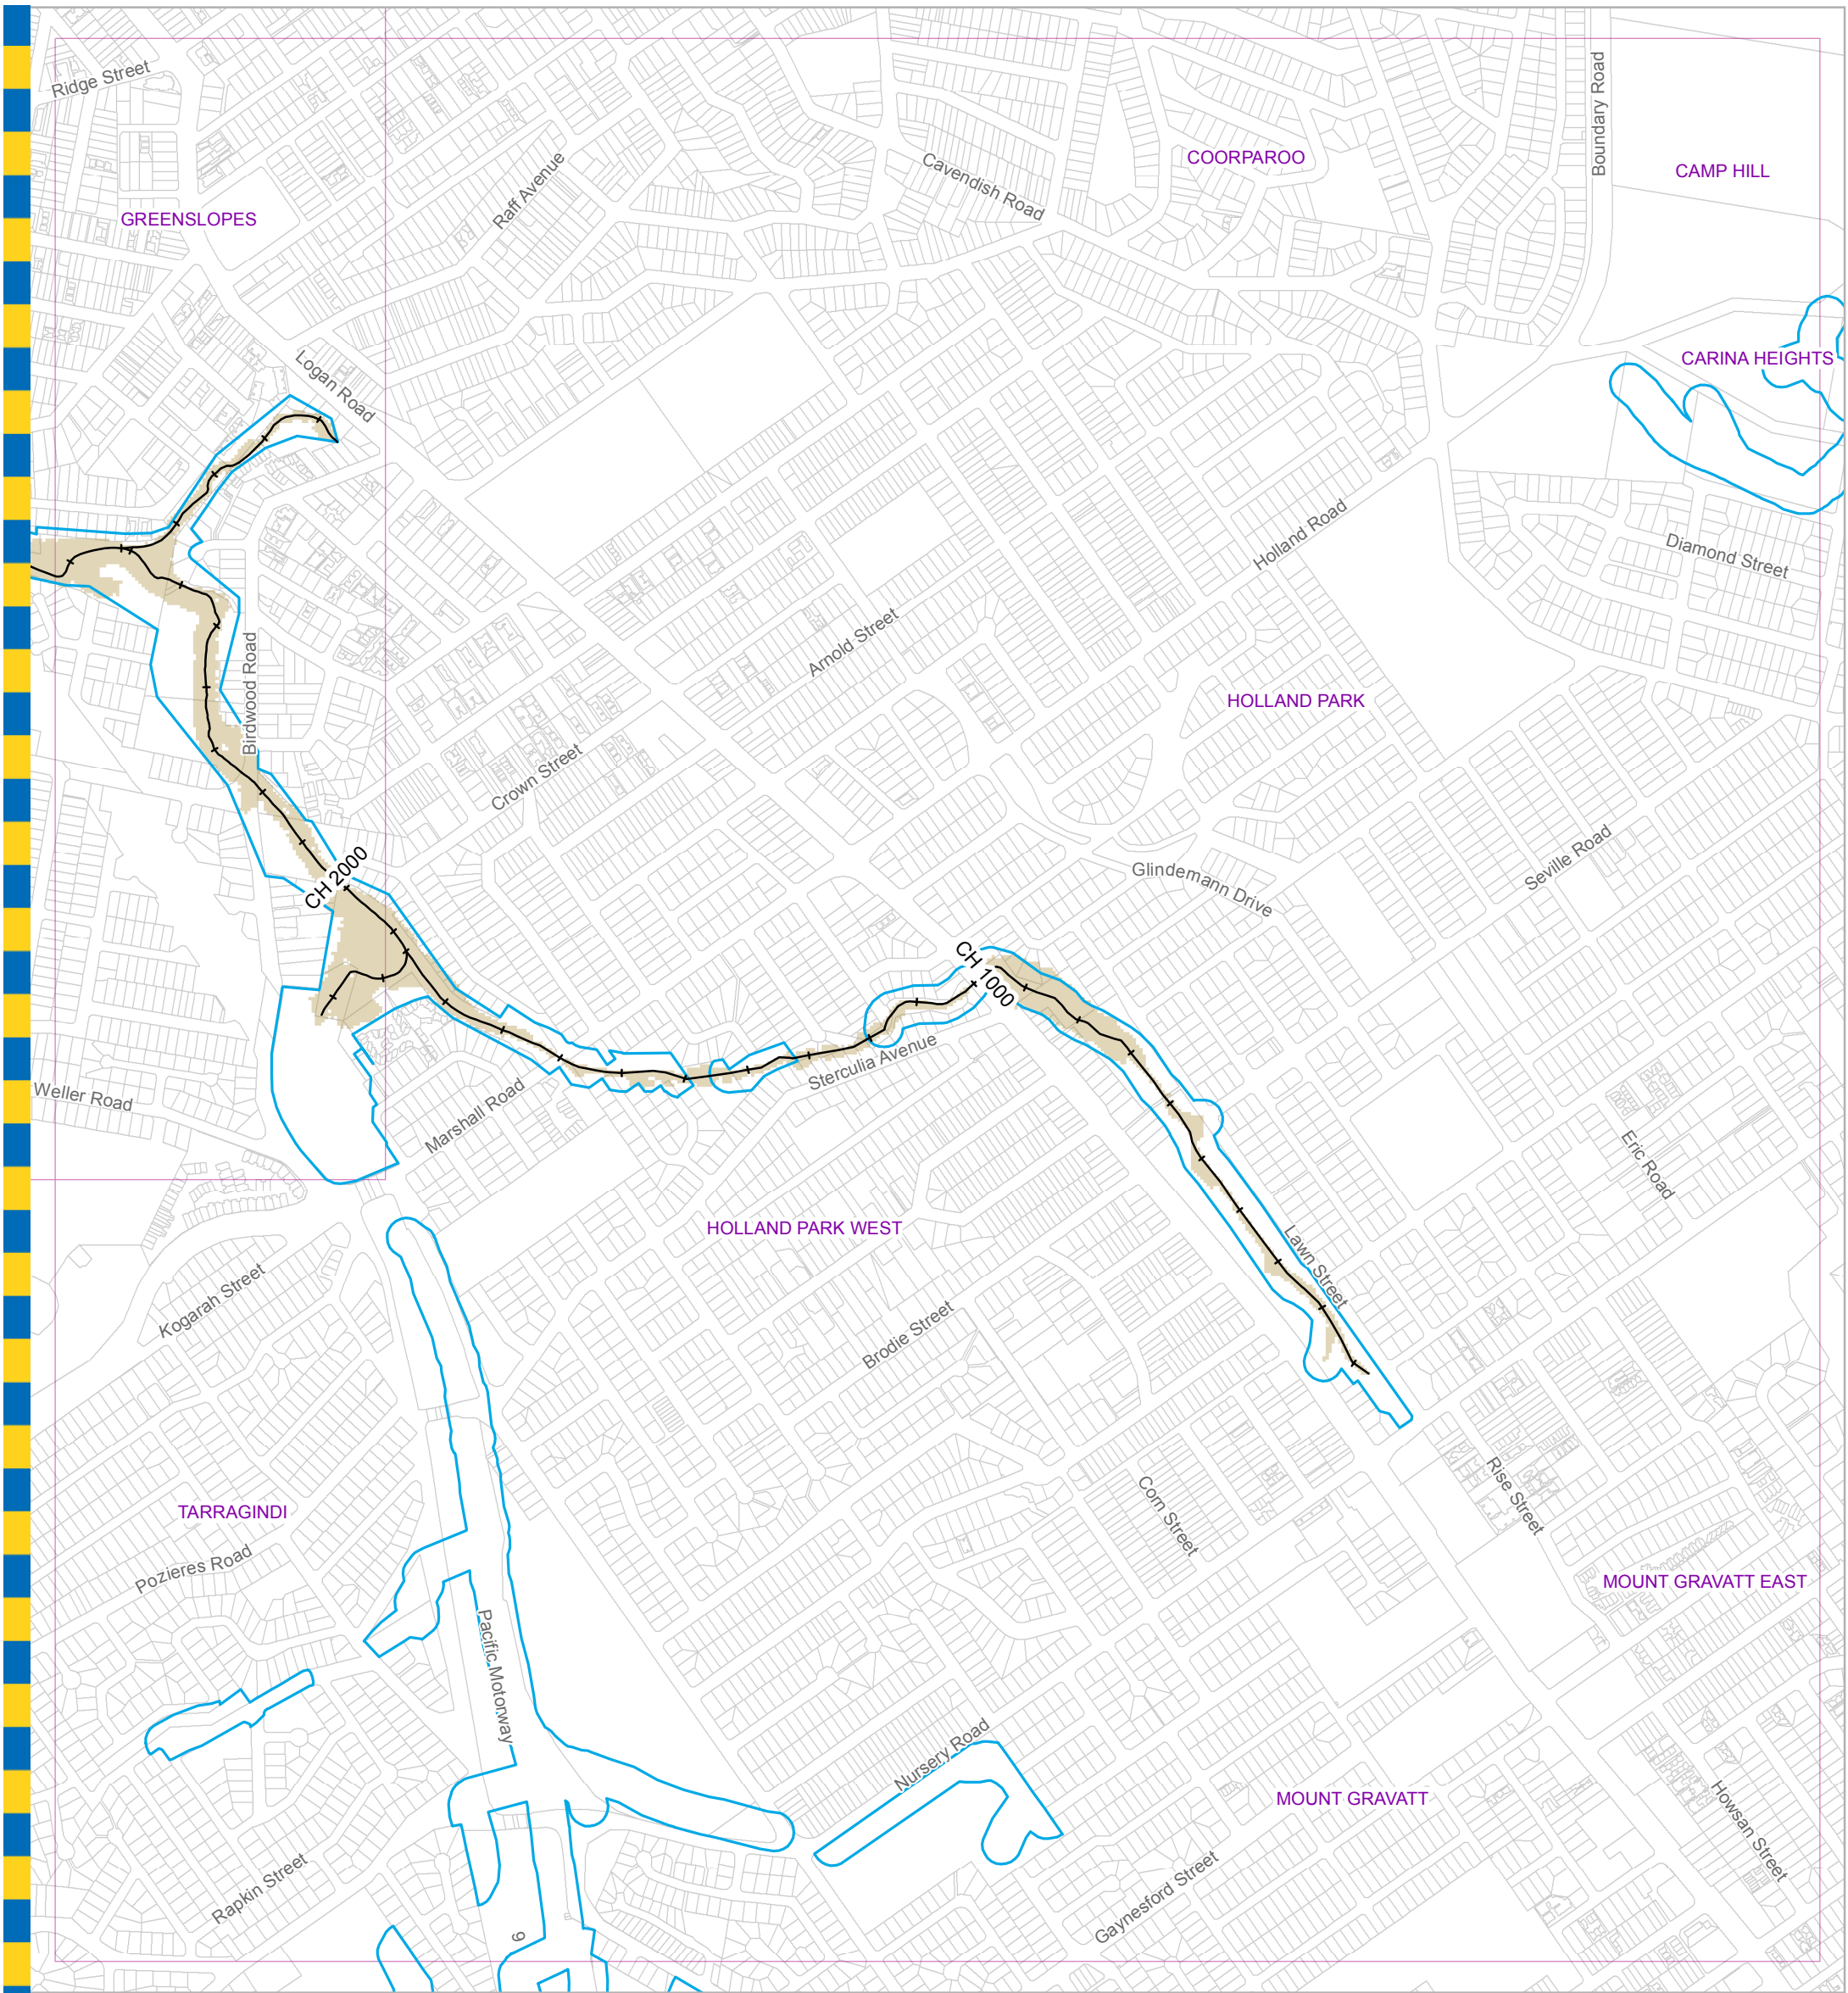 Ridge Street
Boundary Road
COORPAROO
CAMP HILL
Raff Avenue
Cavendish Road
GREENSLOPES
CARINA HEIGHTS
Logan Road
Holland Road
Diamond Street
Arnold Street
Birdwood Road
HOLLAND PARK
Crown Street
Seville Road
CH 2000
Glindemann Drive
CH 1000
Sterculia Avenue
Weller Road
Marshall Road
Eric Road
HOLLAND PARK WEST
Lawn Street
Kogarah Street
Brodie Street
Rise Street
TARRAGINDI
Corn Street
Pozieres Road
MOUNT GRAVATT EAST
Pacific Motorway
Nursery Road
MOUNT GRAVATT
Howsan Street
Rapkin Street
Gaynesford Street
9